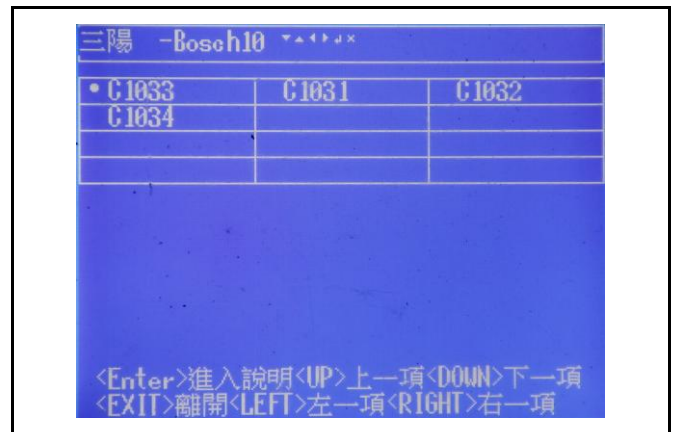 三陽 -Bosch10 ▼▲◀▶↲×
•C1033 C1031 C1032
C1034
<Enter>進入說明<UP>上一項<DOWN>下一項
<EXIT>離開<LEFT>左一項<RIGHT>右一項